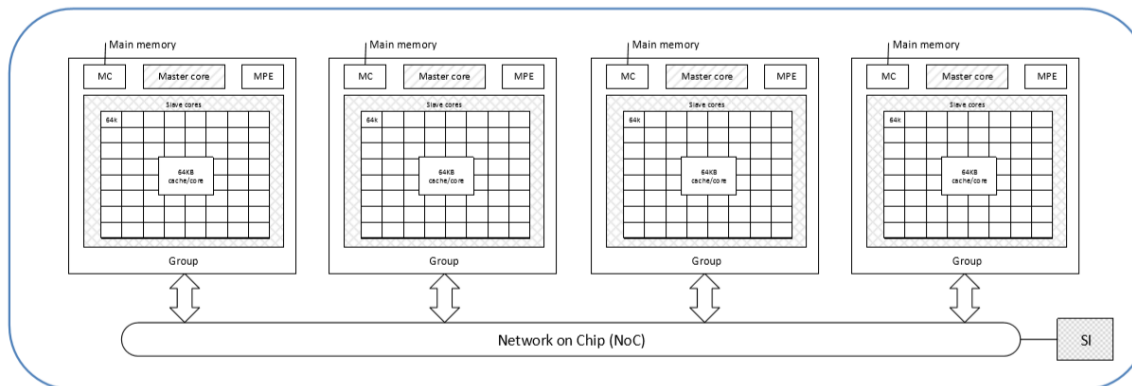 Main memory
Main memory
Main memory
Main memory
MC
Master core
MPE
MC
Master core
MPE
MC
Master core
MPE
MC
Master core
MPE
Slave cores
Slave cores
Slave cores
Slave cores
64k
64k
64k
64k
64KB
cache/core
64KB
cache/core
64KB
cache/core
64KB
cache/core
Group
Group
Group
Group
Network on Chip (NoC)
SI